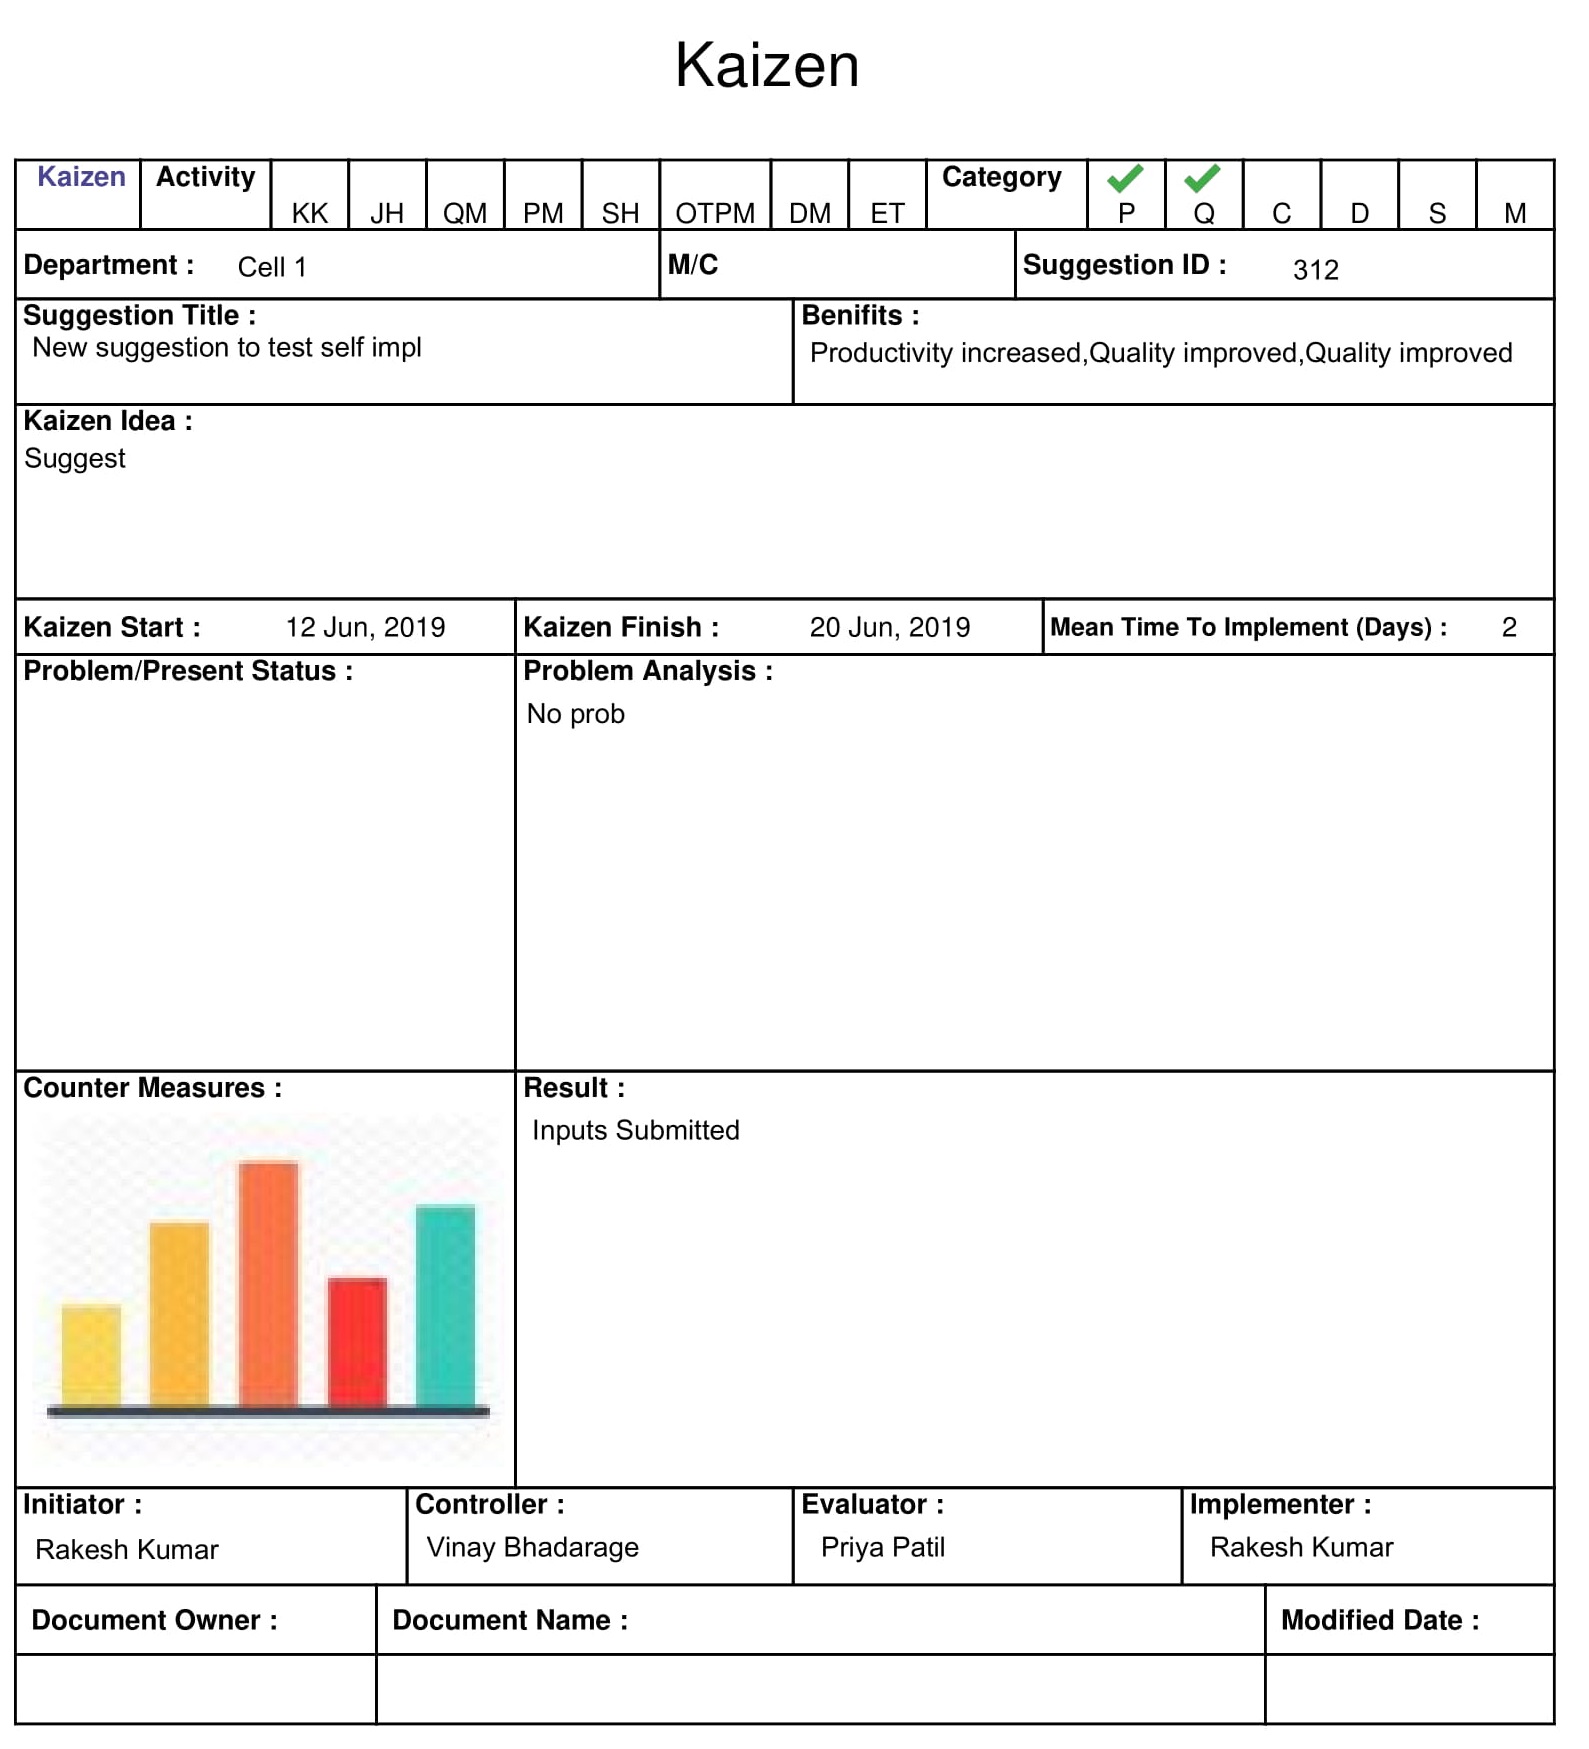 Kaizen
Kaizen Activity KK JH QM PM SH OTPM DM ET Category P Q C D S M
Department : Cell 1 M/C Suggestion ID : 312
Suggestion Title : Benifits :
New suggestion to test self impl Productivity increased,Quality improved,Quality improved
Kaizen Idea :
Suggest
Kaizen Start : 12 Jun, 2019 Kaizen Finish : 20 Jun, 2019 Mean Time To Implement (Days) : 2
Problem/Present Status : Problem Analysis :
No prob
Counter Measures : Result :
Inputs Submitted
Initiator : Controller : Evaluator : Implementer :
Rakesh Kumar Vinay Bhadarage Priya Patil Rakesh Kumar
Document Owner : Document Name : Modified Date :